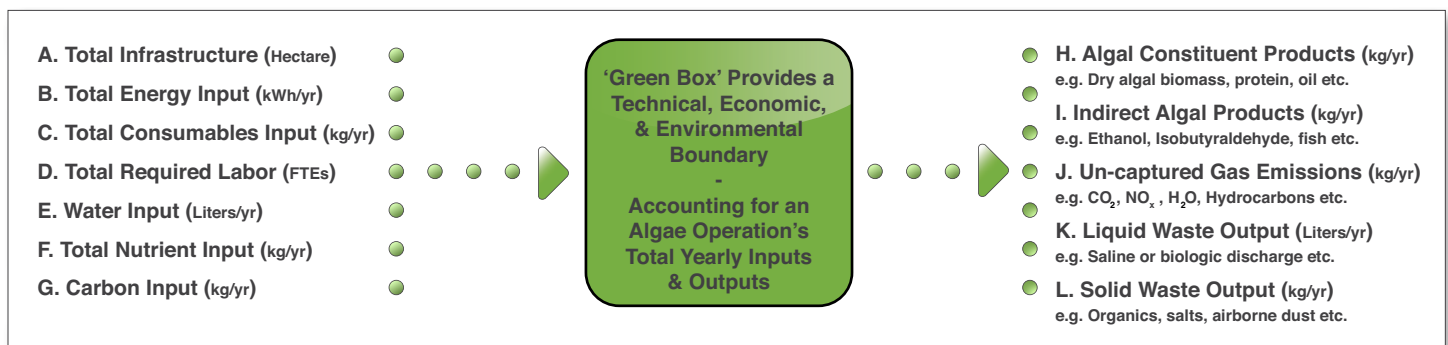 A. Total Infrastructure (Hectare)
B. Total Energy Input (kWh/yr)
C. Total Consumables Input (kg/yr)
D. Total Required Labor (FTEs)
E. Water Input (Liters/yr)
F. Total Nutrient Input (kg/yr)
G. Carbon Input (kg/yr)
‘Green Box’ Provides a
Technical, Economic,
& Environmental
Boundary
-
Accounting for an
Algae Operation’s
Total Yearly Inputs
& Outputs
H. Algal Constituent Products (kg/yr)
e.g. Dry algal biomass, protein, oil etc.
I. Indirect Algal Products (kg/yr)
e.g. Ethanol, Isobutyraldehyde, fish etc.
J. Un-captured Gas Emissions (kg/yr)
e.g. CO₂, NOₓ , H₂O, Hydrocarbons etc.
K. Liquid Waste Output (Liters/yr)
e.g. Saline or biologic discharge etc.
L. Solid Waste Output (kg/yr)
e.g. Organics, salts, airborne dust etc.